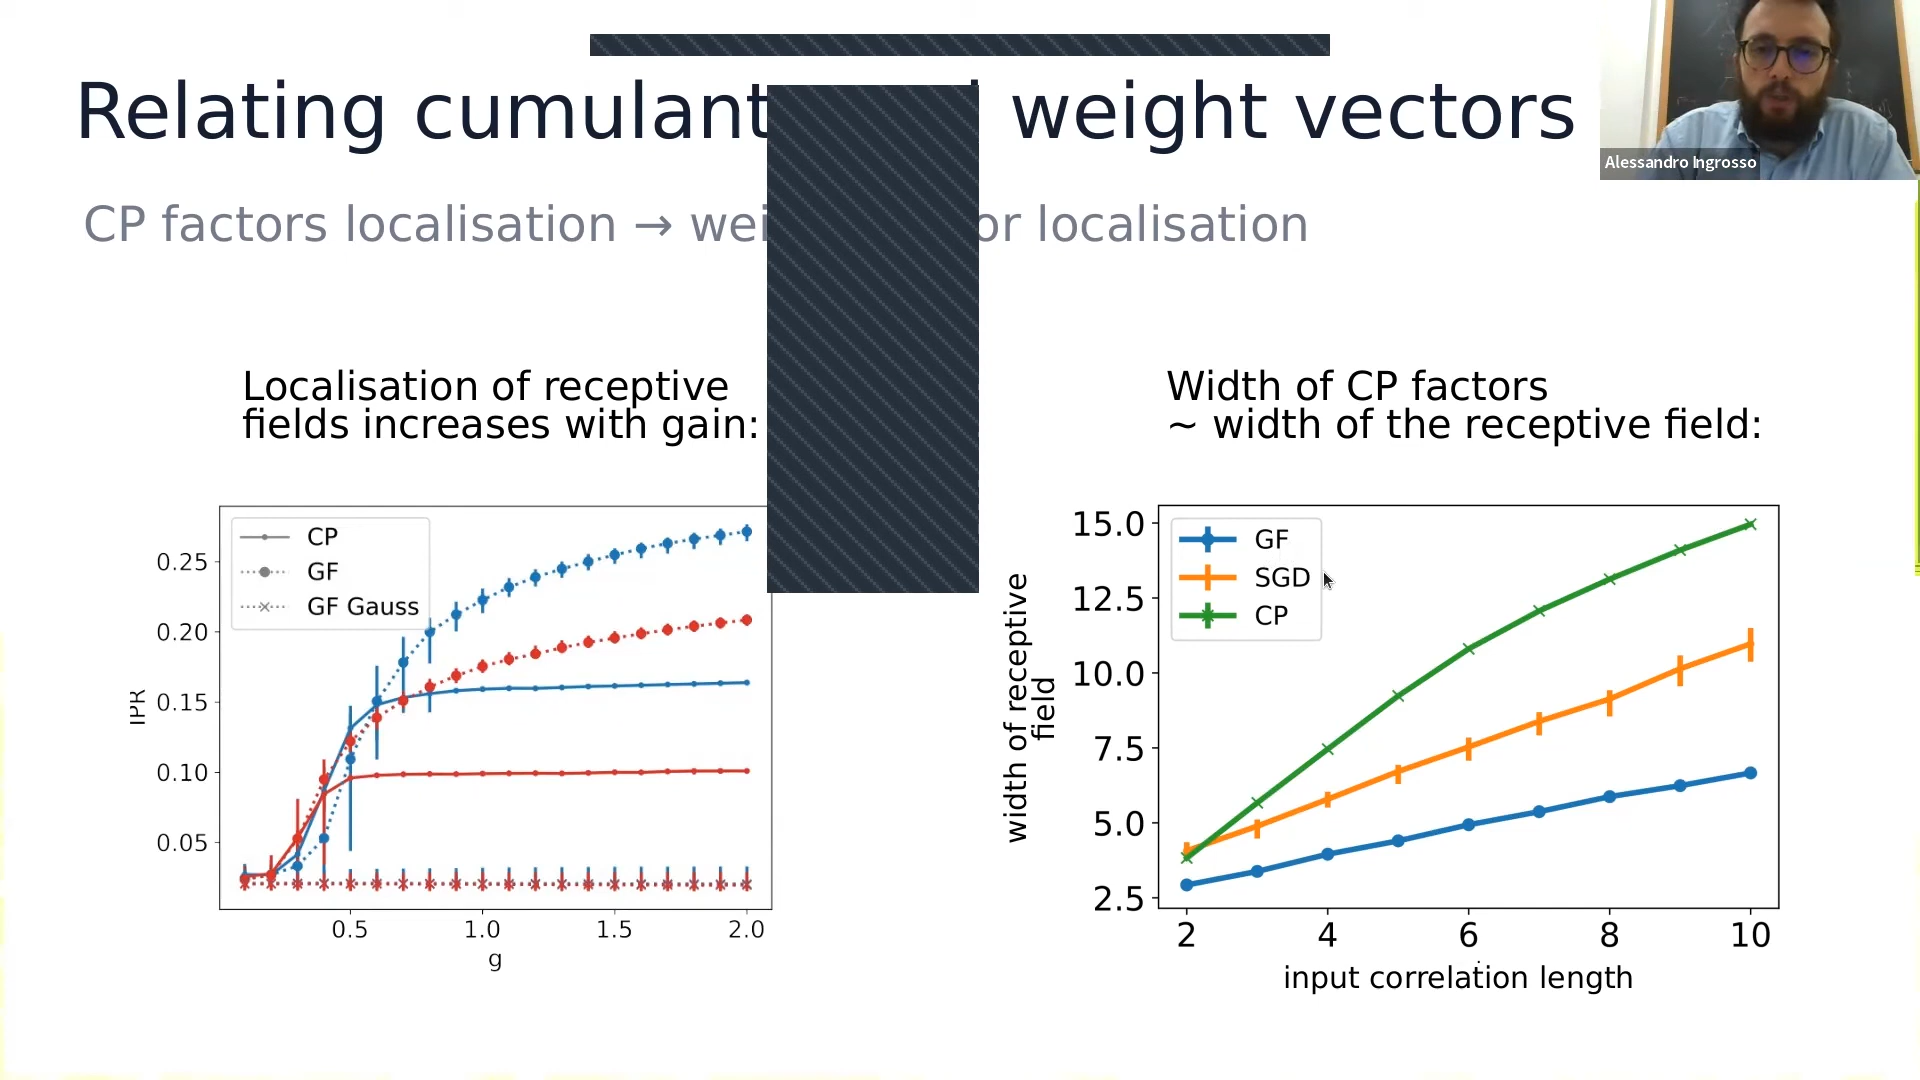 Relating cumulant weight vectors
Alessandro Ingrosso
CP factors localisation → wei or localisation
Localisation of receptive
fields increases with gain:
Width of CP factors
~ width of the receptive field:
CP
GF
GF Gauss
0.25
0.20
0.15
0.10
0.05
IPR
0.5 1.0 1.5 2.0
g
GF
SGD
CP
15.0
12.5
10.0
7.5
5.0
2.5
width of receptive
field
2 4 6 8 10
input correlation length